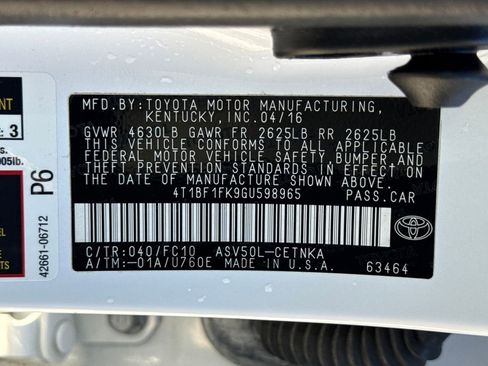 MFD.BY:TOYOTA MOTOR MANUFACTURING,
KENTUCKY,INC.04/16
GVWR 4630LB GAWR FR 2625LB RR 2625LB
THIS VEHICLE CONFORMS TO ALL APPLICABLE
FEDERAL MOTOR VEHICLE SAFETY,BUMPER,AND
THEFT PREVENTION STANDARDS IN EFFECT ON
THE DATE OF MANUFACTURE SHOWN ABOVE.
4T1BF1FK9GU598965 PASS.CAR
C/TR:040/FC10 ASV50L-CETNKA
A/TM:-01A/U760E MADE IN U.S.A. 63464
TOYOTA
3
P6
42661-06712